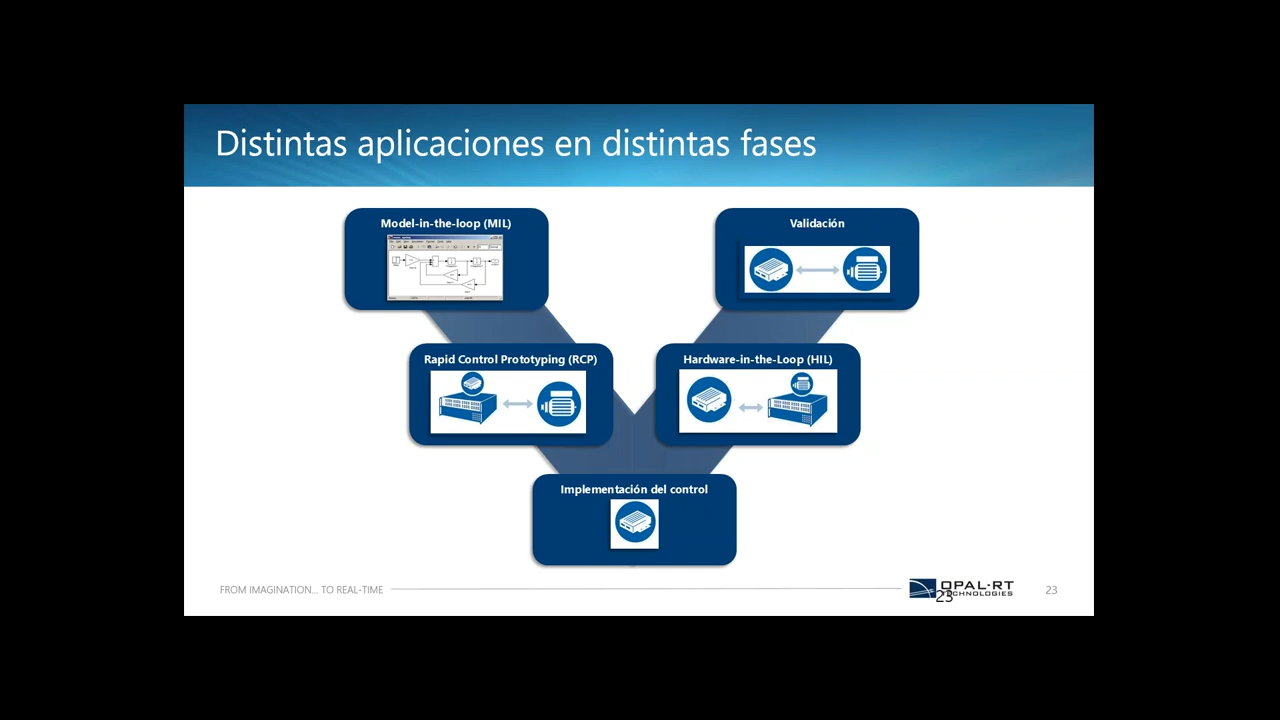 Distintas aplicaciones en distintas fases
Model-in-the-loop (MIL)
Validación
Rapid Control Prototyping (RCP)
Hardware-in-the-Loop (HIL)
Implementación del control
FROM IMAGINATION... TO REAL-TIME
OPAL-RT
TECHNOLOGIES
23
23